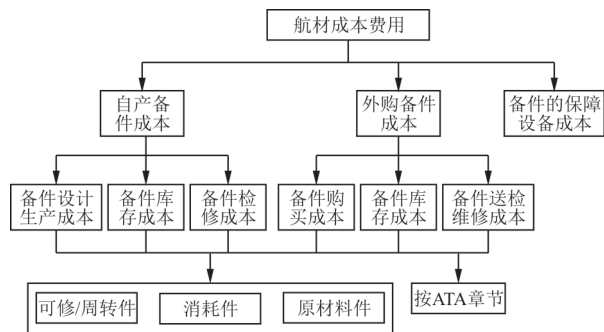 航材成本费用
自产备
件成本
外购备件
成本
备件的保障
设备成本
备件设计
生产成本
备件库
存成本
备件检
修成本
备件购
买成本
备件库
存成本
备件送检
维修成本
可修/周转件
消耗件
原材料件
按ATA章节